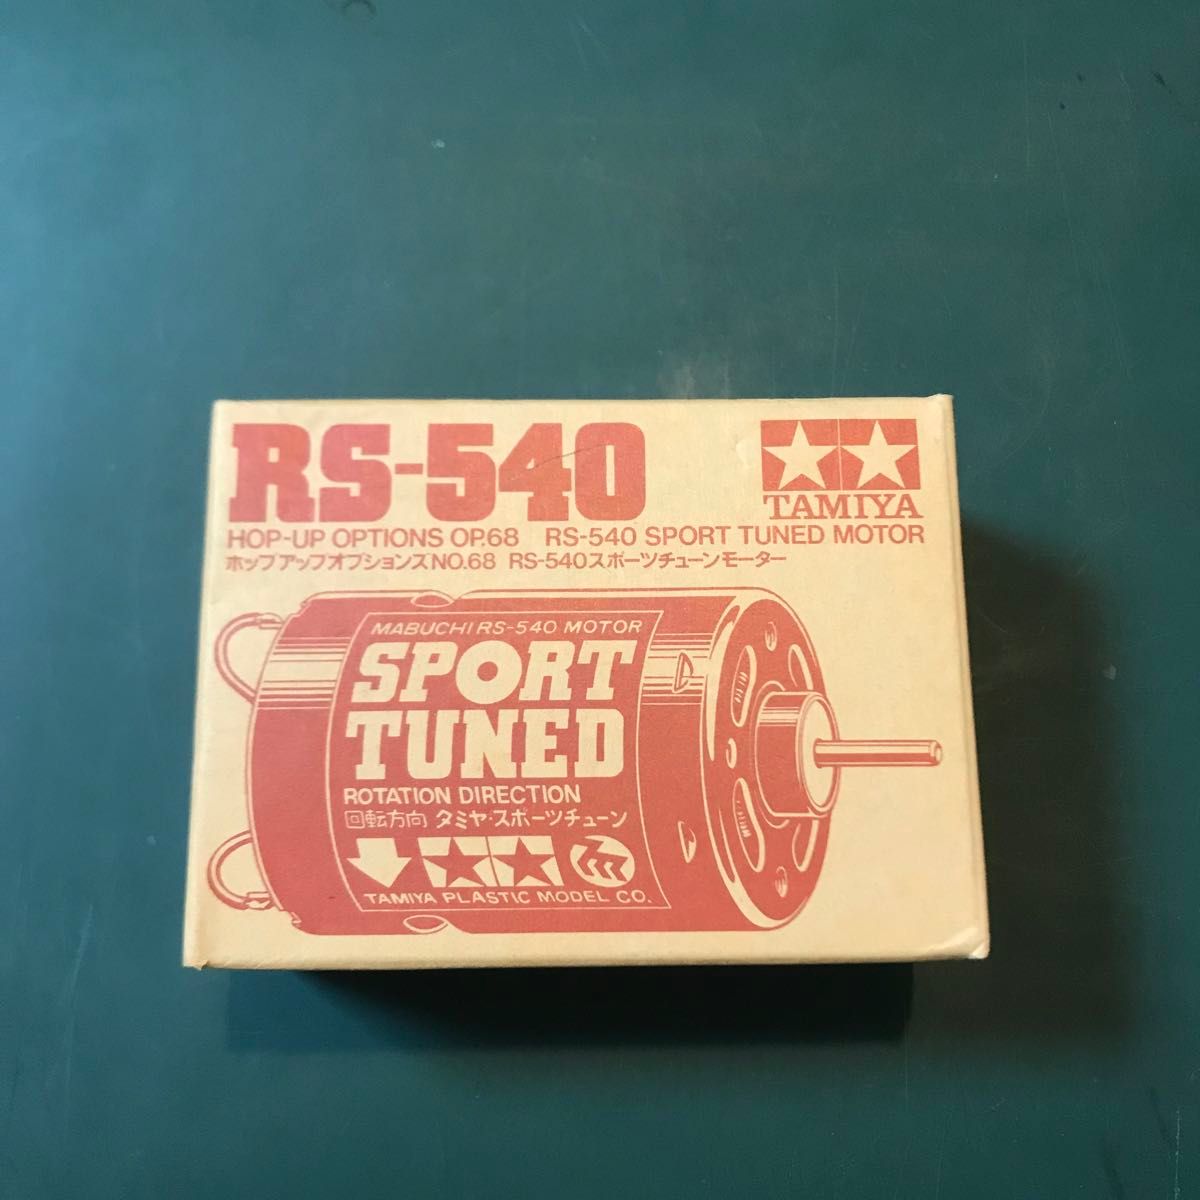 RS-540
TAMIYA
HOP-UP OPTIONS OP.68 RS-540 SPORT TUNED MOTOR
ホップアップオプションズNO.68 RS-540スポーツチューンモーター
MABUCHI RS-540 MOTOR
SPORT
TUNED
ROTATION DIRECTION
回転方向 タミヤ・スポーツチューン
TAMIYA PLASTIC MODEL CO.